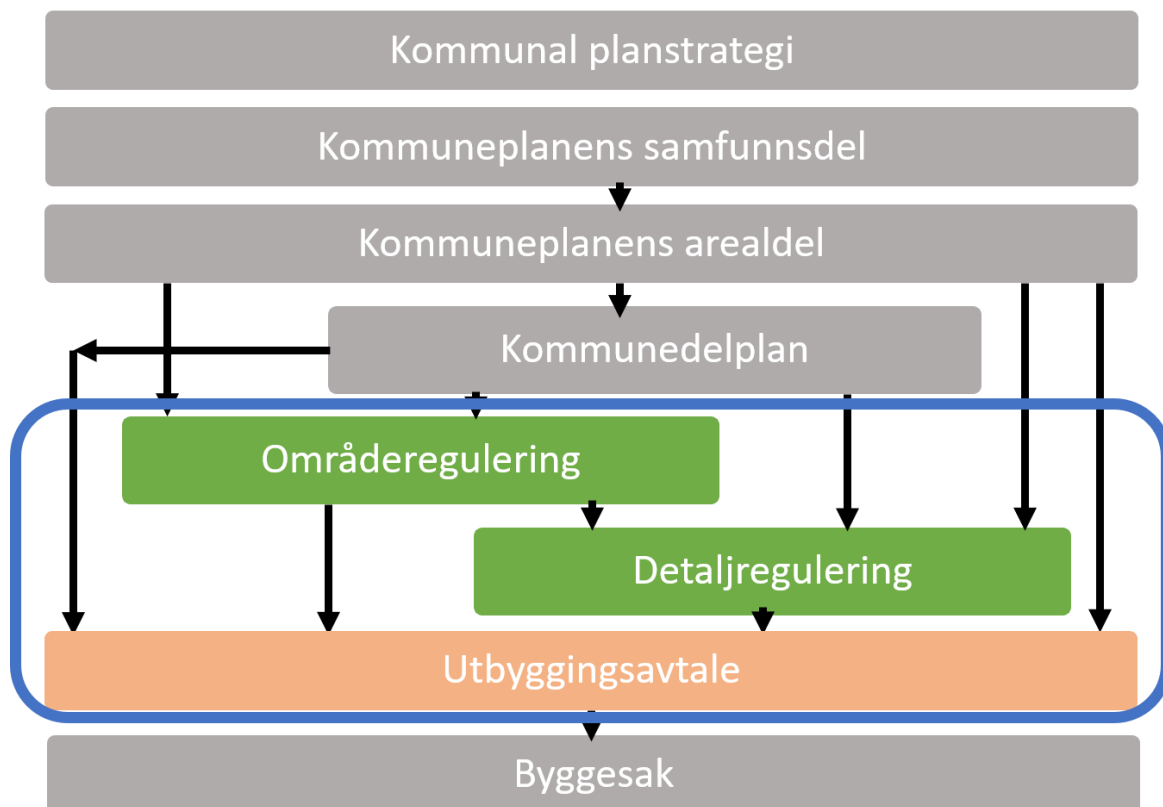 Kommunal planstrategi
Kommuneplanens samfunnsdel
Kommuneplanens arealdel
Kommunedelplan
Områderegulering
Detaljregulering
Utbyggingsavtale
Byggesak